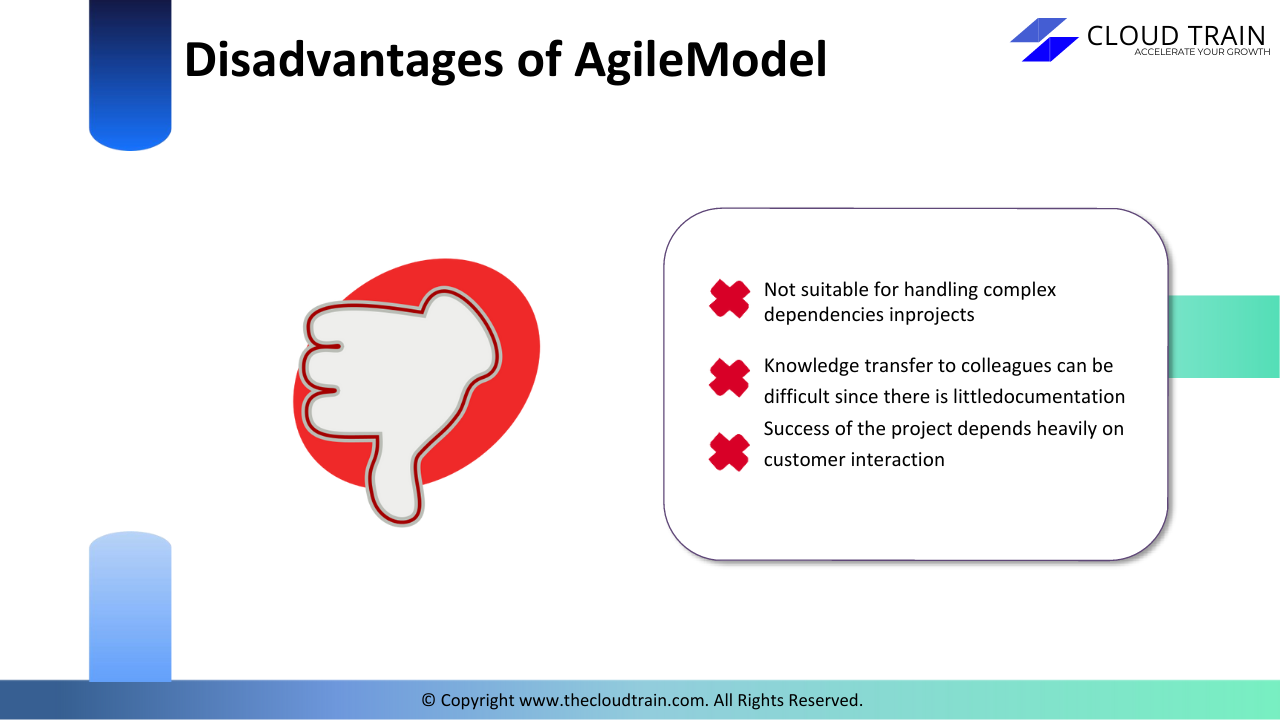 Disadvantages of AgileModel
CLOUD TRAIN
ACCELERATE YOUR GROWTH
Not suitable for handling complex
dependencies inprojects
Knowledge transfer to colleagues can be
difficult since there is littledocumentation
Success of the project depends heavily on
customer interaction
© Copyright www.thecloudtrain.com. All Rights Reserved.